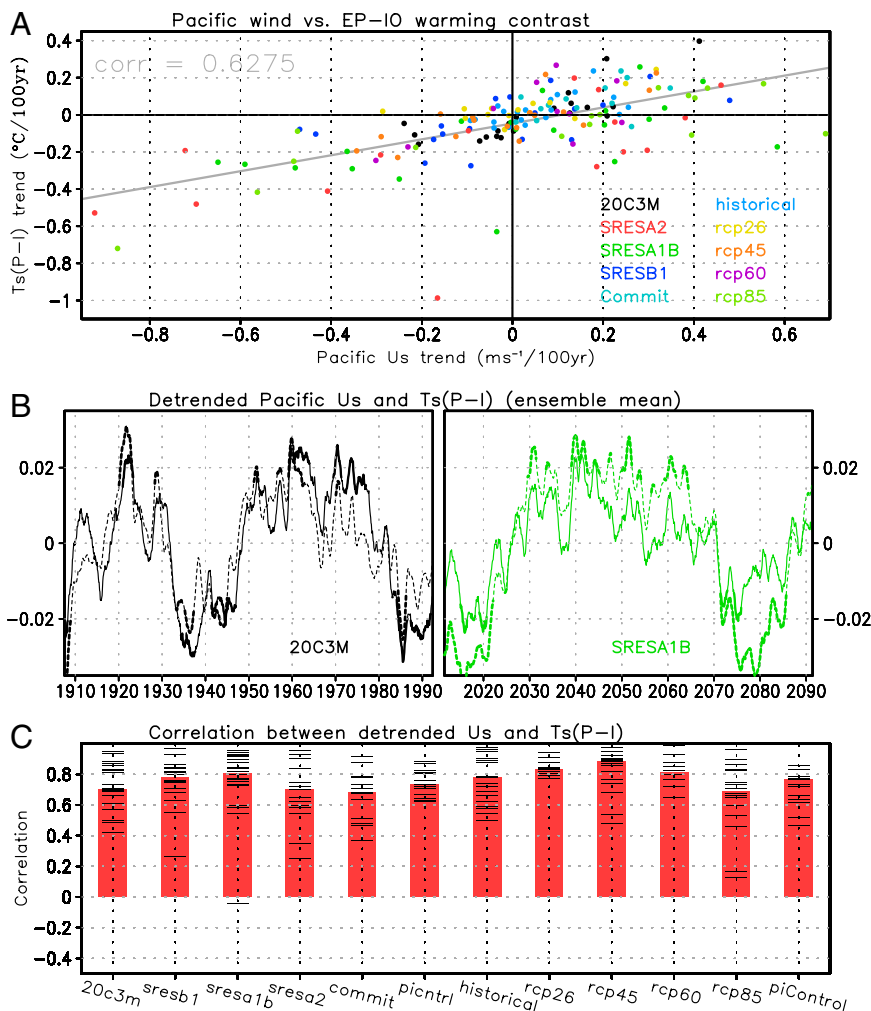 A
Pacific wind vs. EP-IO warming contrast
corr = 0.6275
Ts(P-I) trend (°C/100yr)
0.4
0.2
0
-0.2
-0.4
-0.6
-0.8
-1
20C3M historical
SRESA2 rcp26
SRESA1B rcp45
SRESB1 rcp60
Commit rcp85
-0.8 -0.6 -0.4 -0.2 0 0.2 0.4 0.6
Pacific Us trend (ms⁻¹/100yr)
B
Detrended Pacific Us and Ts(P-I) (ensemble mean)
0.02 0.02
0 0
-0.02 -0.02
20C3M SRESA1B
1910 1920 1930 1940 1950 1960 1970 1980 1990 2020 2030 2040 2050 2060 2070 2080 2090
C
Correlation between detrended Us and Ts(P-I)
Correlation
0.8
0.6
0.4
0.2
0
-0.2
-0.4
20c3m sresb1 sresa1b sresa2 commit picntrl historical rcp26 rcp45 rcp60 rcp85 piControl